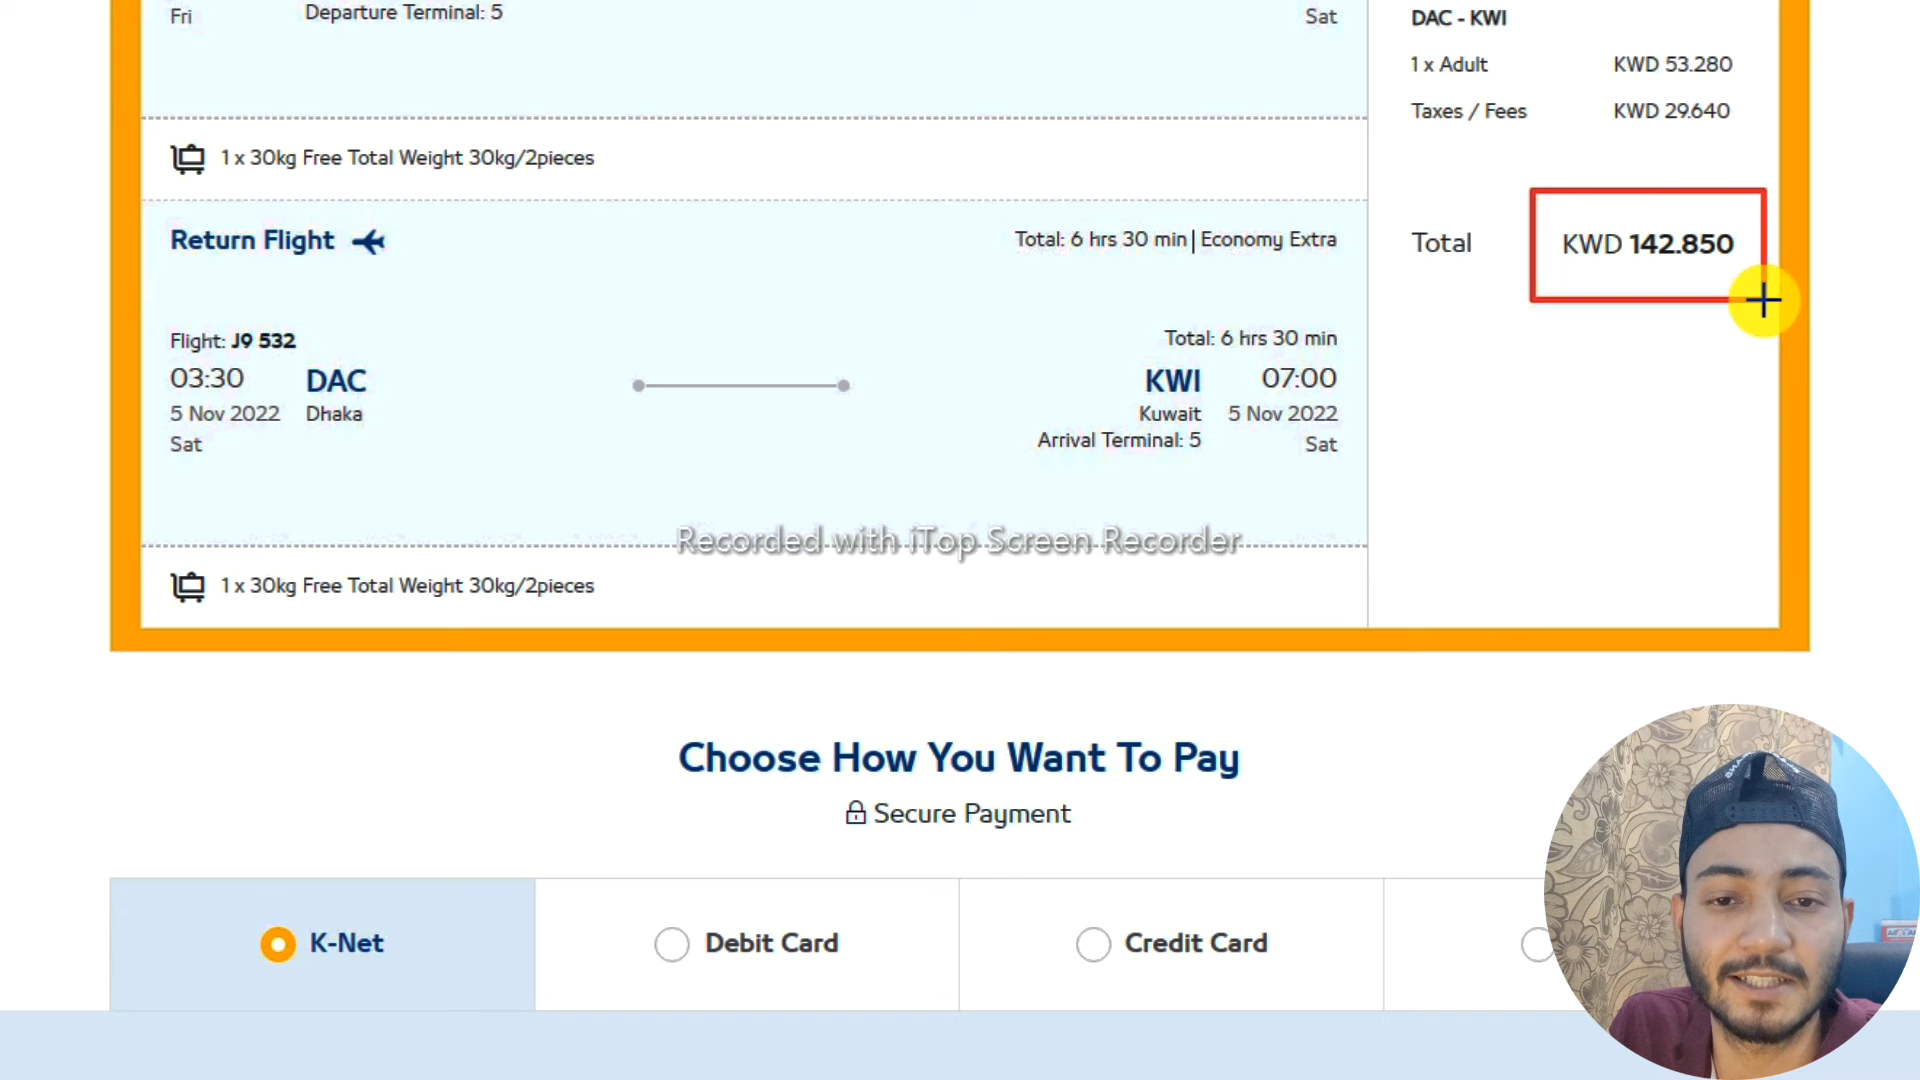 Fri
Departure Terminal: 5
Sat
1 x 30kg Free Total Weight 30kg/2pieces
Return Flight
Total: 6 hrs 30 min | Economy Extra
Flight: J9 532
Total: 6 hrs 30 min
03:30 DAC
KWI 07:00
5 Nov 2022 Dhaka
Kuwait 5 Nov 2022
Arrival Terminal: 5
Sat
Sat
Recorded with iTop Screen Recorder
1 x 30kg Free Total Weight 30kg/2pieces
DAC - KWI
1 x Adult KWD 53.280
Taxes / Fees KWD 29.640
Total KWD 142.850
Choose How You Want To Pay
Secure Payment
K-Net
Debit Card
Credit Card